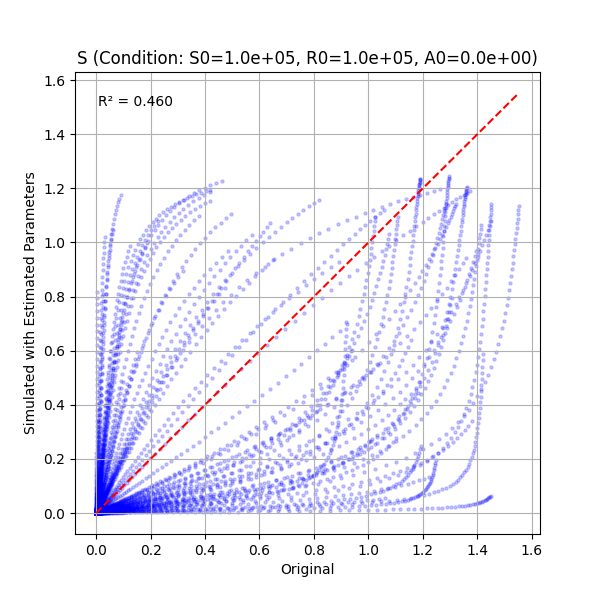 S (Condition: S0=1.0e+05, R0=1.0e+05, A0=0.0e+00)
R² = 0.460
Simulated with Estimated Parameters
1.6
1.4
1.2
1.0
0.8
0.6
0.4
0.2
0.0
0.0 0.2 0.4 0.6 0.8 1.0 1.2 1.4 1.6
Original